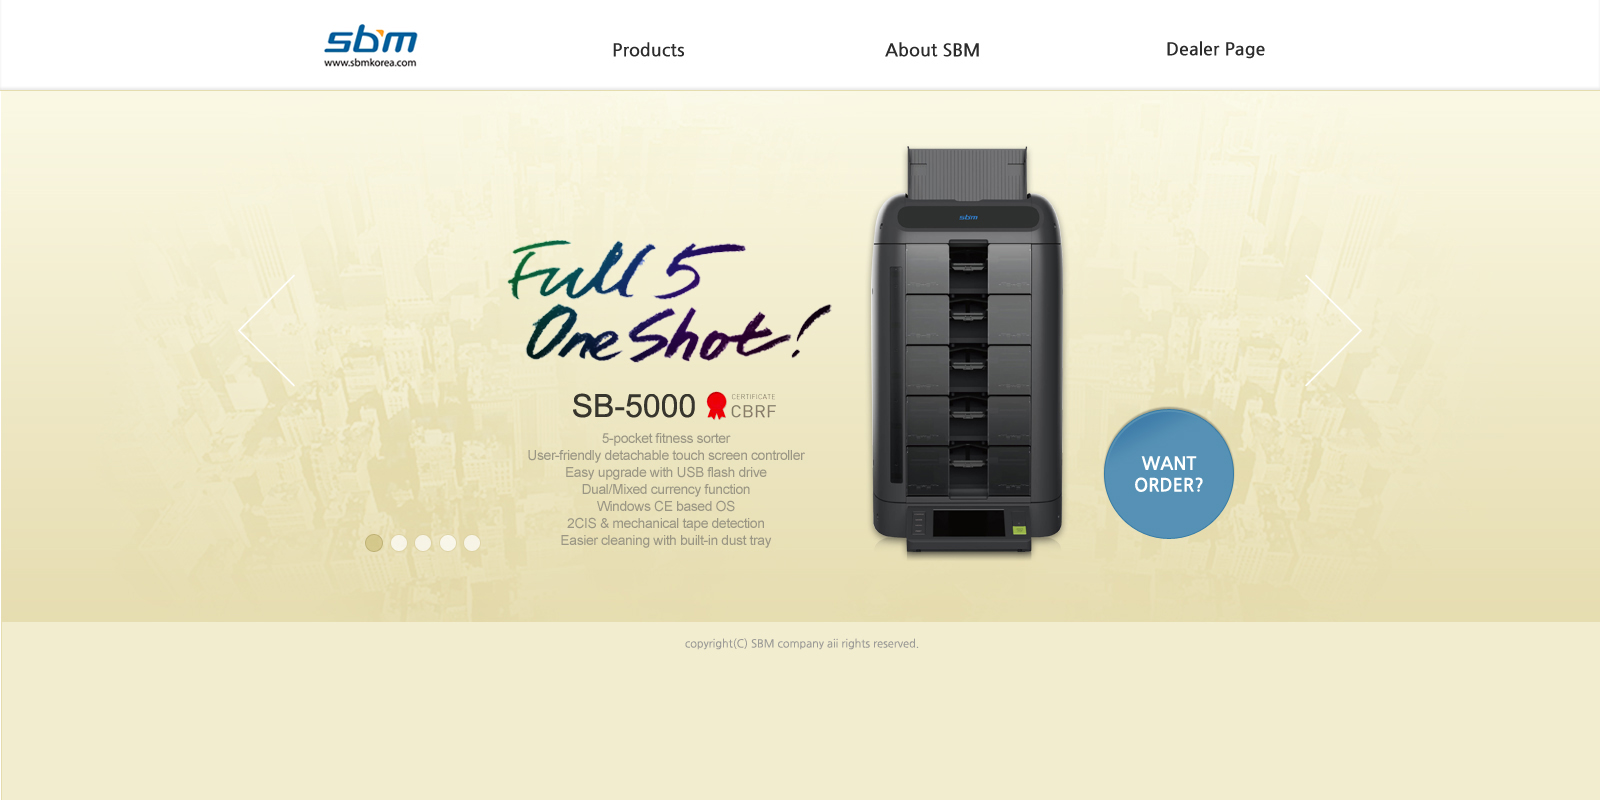 sbm
www.sbmkorea.com
Products
About SBM
Dealer Page
sbm
Full 5
One Shot!
SB-5000
CERTIFICATE
CBRF
5-pocket fitness sorter
User-friendly detachable touch screen controller
Easy upgrade with USB flash drive
Dual/Mixed currency function
Windows CE based OS
2CIS & mechanical tape detection
Easier cleaning with built-in dust tray
WANT
ORDER?
copyright(C) SBM company aii rights reserved.